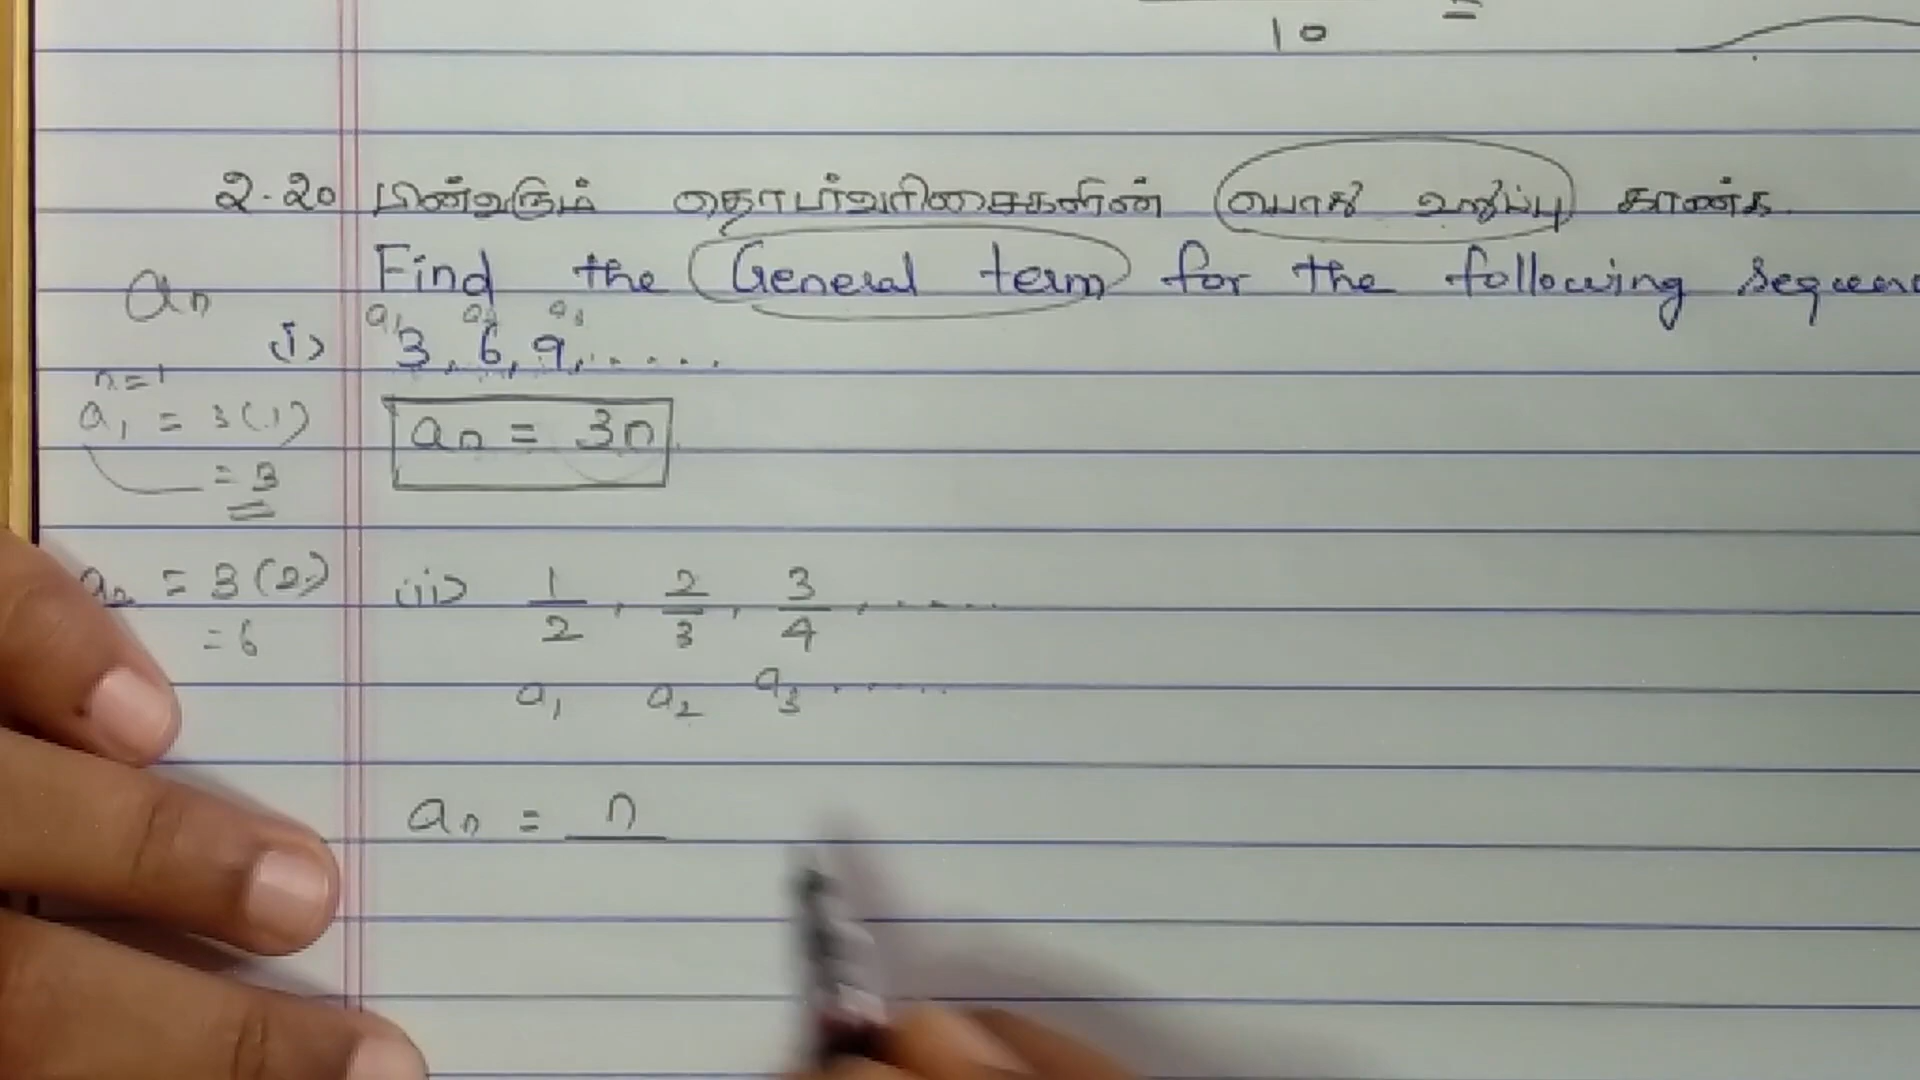 10 =
2.20 பின்வரும் தொடர்வரிசைகளின் பொது உறுப்பு காண்க.
Find the General term for the following sequenc
an
a1 a2 a3
(i) 3, 6, 9, .....
n=1
a1 = 3(1)
= 3
an = 3n
a2 = 3(2)
= 6
(ii) 1/2, 2/3, 3/4, .....
a1 a2 a3 .....
an = n